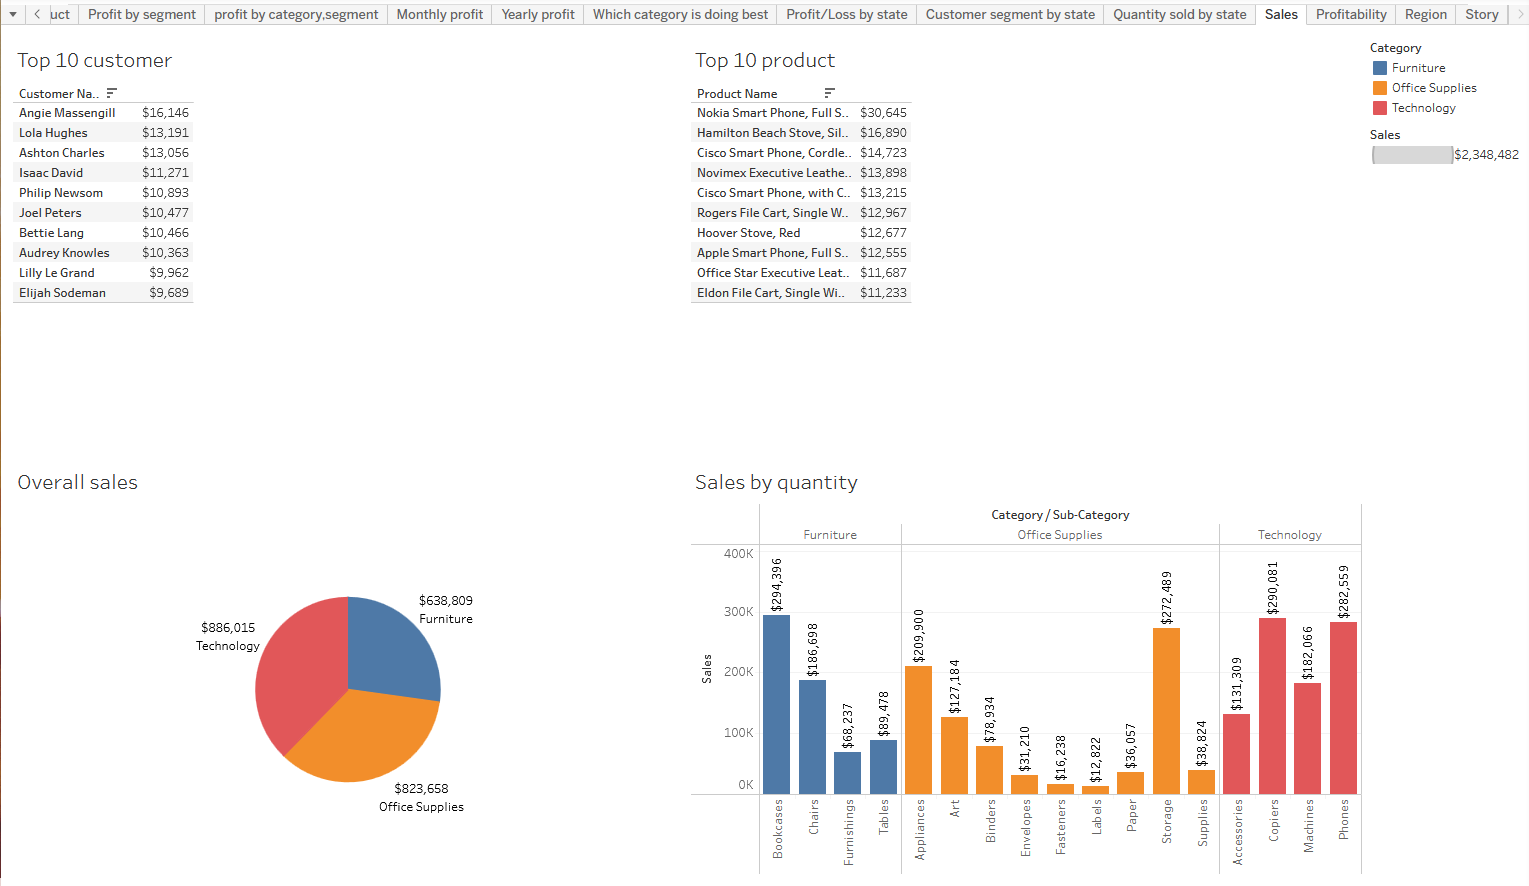 uct Profit by segment profit by category,segment Monthly profit Yearly profit Which category is doing best Profit/Loss by state Customer segment by state Quantity sold by state Sales Profitability Region Story
Top 10 customer
Customer Na..
Angie Massengill $16,146
Lola Hughes $13,191
Ashton Charles $13,056
Isaac David $11,271
Philip Newsom $10,893
Joel Peters $10,477
Bettie Lang $10,466
Audrey Knowles $10,363
Lilly Le Grand $9,962
Elijah Sodeman $9,689
Top 10 product
Product Name
Nokia Smart Phone, Full S.. $30,645
Hamilton Beach Stove, Sil.. $16,890
Cisco Smart Phone, Cordle.. $14,723
Novimex Executive Leathe.. $13,898
Cisco Smart Phone, with C.. $13,215
Rogers File Cart, Single W.. $12,967
Hoover Stove, Red $12,677
Apple Smart Phone, Full S.. $12,555
Office Star Executive Leat.. $11,687
Eldon File Cart, Single Wi.. $11,233
Category
Furniture
Office Supplies
Technology
Sales
$2,348,482
Overall sales
$638,809
Furniture
$886,015
Technology
$823,658
Office Supplies
Sales by quantity
Category / Sub-Category
Furniture Office Supplies Technology
400K
300K
200K
100K
0K
Sales
$294,396
$186,698
$68,237
$89,478
$209,900
$127,184
$78,934
$31,210
$16,238
$12,822
$36,057
$272,489
$38,824
$131,309
$290,081
$182,066
$282,559
Bookcases
Chairs
Furnishings
Tables
Appliances
Art
Binders
Envelopes
Fasteners
Labels
Paper
Storage
Supplies
Accessories
Copiers
Machines
Phones